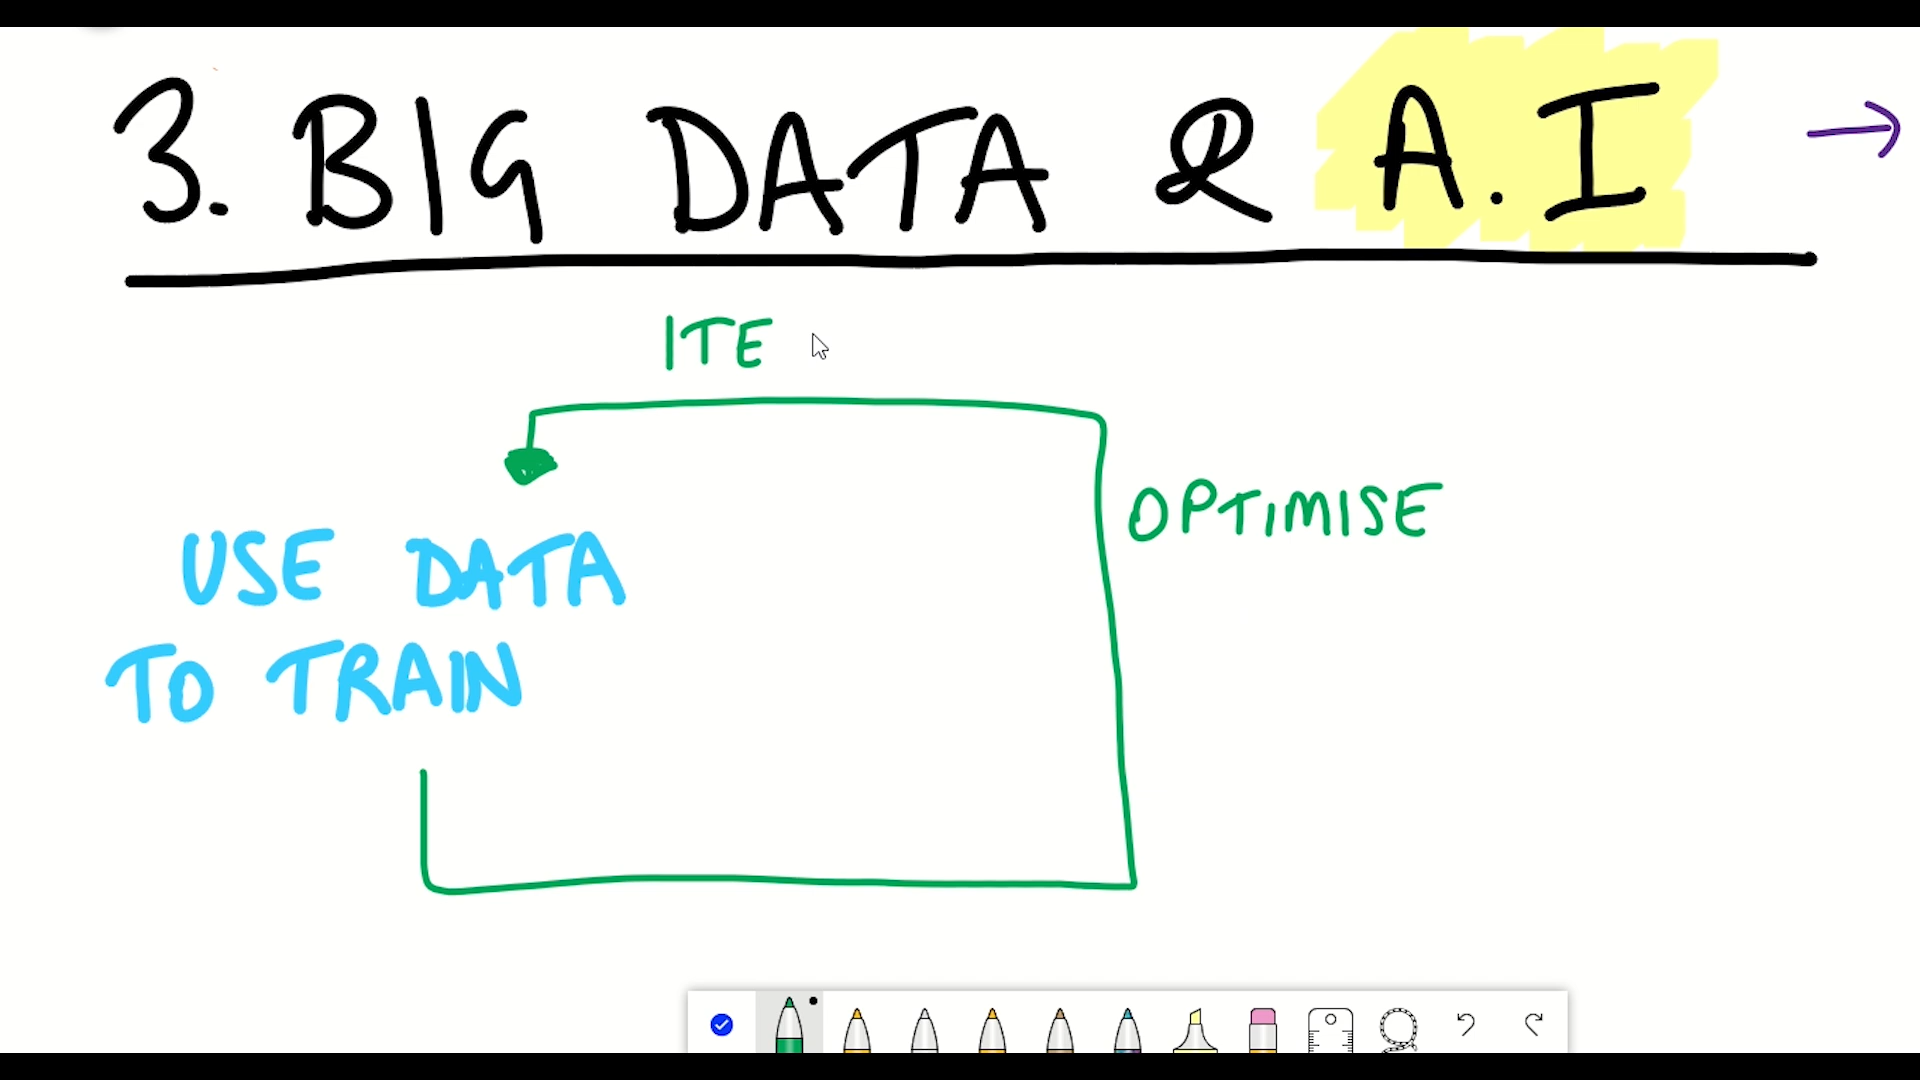 3. BIG DATA & A.I
ITE
OPTIMISE
USE DATA
TO TRAIN